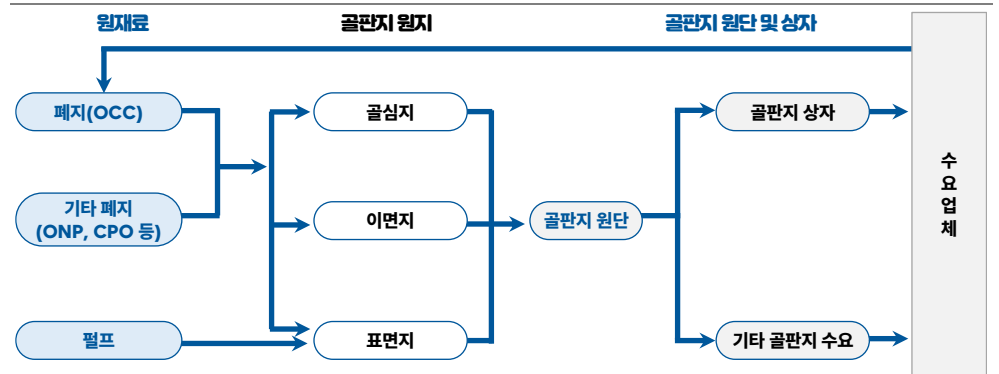 원재료
골판지 원지
골판지 원단 및 상자
폐지(OCC)
골심지
골판지 상자
기타 폐지
(ONP, CPO 등)
이면지
골판지 원단
수
요
업
체
펄프
표면지
기타 골판지 수요